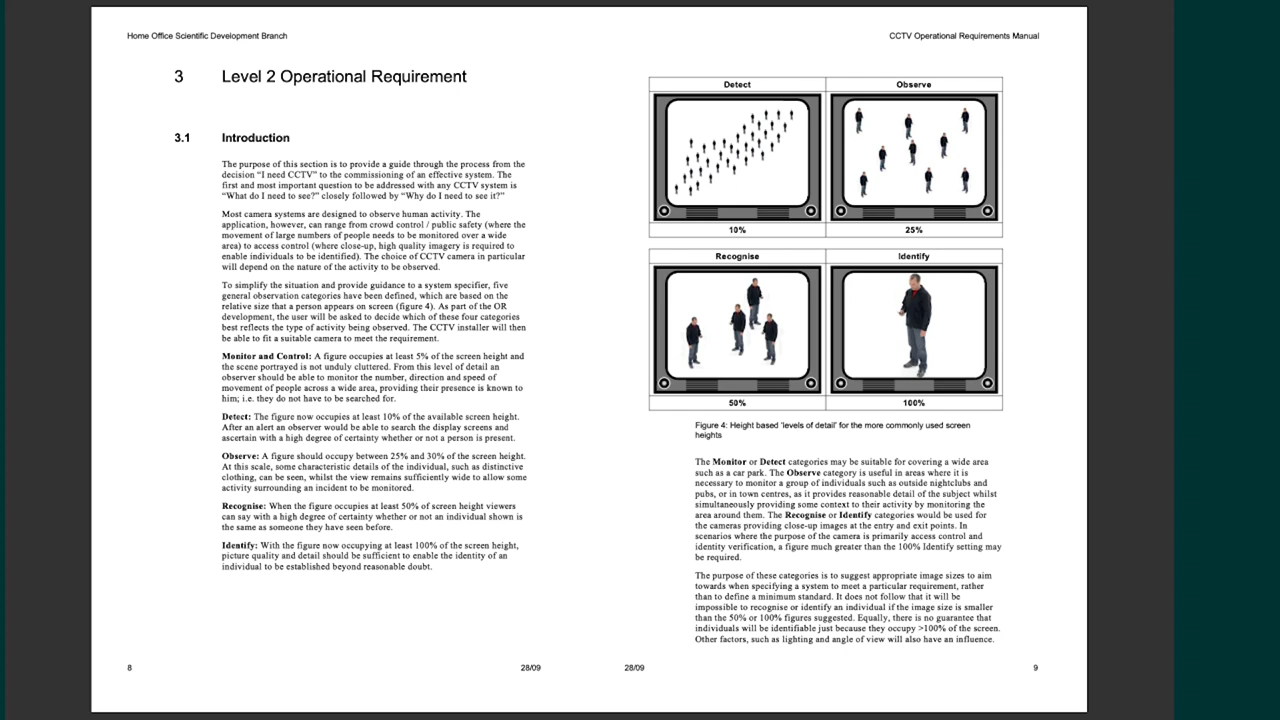 Home Office Scientific Development Branch
3 Level 2 Operational Requirement
3.1 Introduction
The purpose of this section is to provide a guide through the process from the
decision “I need CCTV” to the commissioning of an effective system. The
first and most important question to be addressed with any CCTV system is
“What do I need to see?” closely followed by “Why do I need to see it?”
Most camera systems are designed to observe human activity. The
application, however, can range from crowd control / public safety (where the
movement of large numbers of people needs to be monitored over a wide
area) to access control (where close-up, high quality imagery is required to
enable individuals to be identified). The choice of CCTV camera in particular
will depend on the nature of the activity to be observed.
To simplify the situation and provide guidance to a system specifier, five
general observation categories have been defined, which are based on the
relative size that a person appears on screen (figure 4). As part of the OR
development, the user will be asked to decide which of these four categories
best reflects the type of activity being observed. The CCTV installer will then
be able to fit a suitable camera to meet the requirement.
Monitor and Control: A figure occupies at least 5% of the screen height and
the scene portrayed is not unduly cluttered. From this level of detail an
observer should be able to monitor the number, direction and speed of
movement of people across a wide area, providing their presence is known to
him; i.e. they do not have to be searched for.
Detect: The figure now occupies at least 10% of the available screen height.
After an alert an observer would be able to search the display screens and
ascertain with a high degree of certainty whether or not a person is present.
Observe: A figure should occupy between 25% and 30% of the screen height.
At this scale, some characteristic details of the individual, such as distinctive
clothing, can be seen, whilst the view remains sufficiently wide to allow some
activity surrounding an incident to be monitored.
Recognise: When the figure occupies at least 50% of screen height viewers
can say with a high degree of certainty whether or not an individual shown is
the same as someone they have seen before.
Identify: With the figure now occupying at least 100% of the screen height,
picture quality and detail should be sufficient to enable the identity of an
individual to be established beyond reasonable doubt.
8 28/09
CCTV Operational Requirements Manual
Detect Observe
10% 25%
Recognise Identify
50% 100%
Figure 4: Height based 'levels of detail' for the more commonly used screen
heights
The Monitor or Detect categories may be suitable for covering a wide area
such as a car park. The Observe category is useful in areas where it is
necessary to monitor a group of individuals such as outside nightclubs and
pubs, or in town centres, as it provides reasonable detail of the subject whilst
simultaneously providing some context to their activity by monitoring the
area around them. The Recognise or Identify categories would be used for
the cameras providing close-up images at the entry and exit points. In
scenarios where the purpose of the camera is primarily access control and
identity verification, a figure much greater than the 100% Identify setting may
be required.
The purpose of these categories is to suggest appropriate image sizes to aim
towards when specifying a system to meet a particular requirement, rather
than to define a minimum standard. It does not follow that it will be
impossible to recognise or identify an individual if the image size is smaller
than the 50% or 100% figures suggested. Equally, there is no guarantee that
individuals will be identifiable just because they occupy >100% of the screen.
Other factors, such as lighting and angle of view will also have an influence.
28/09 9